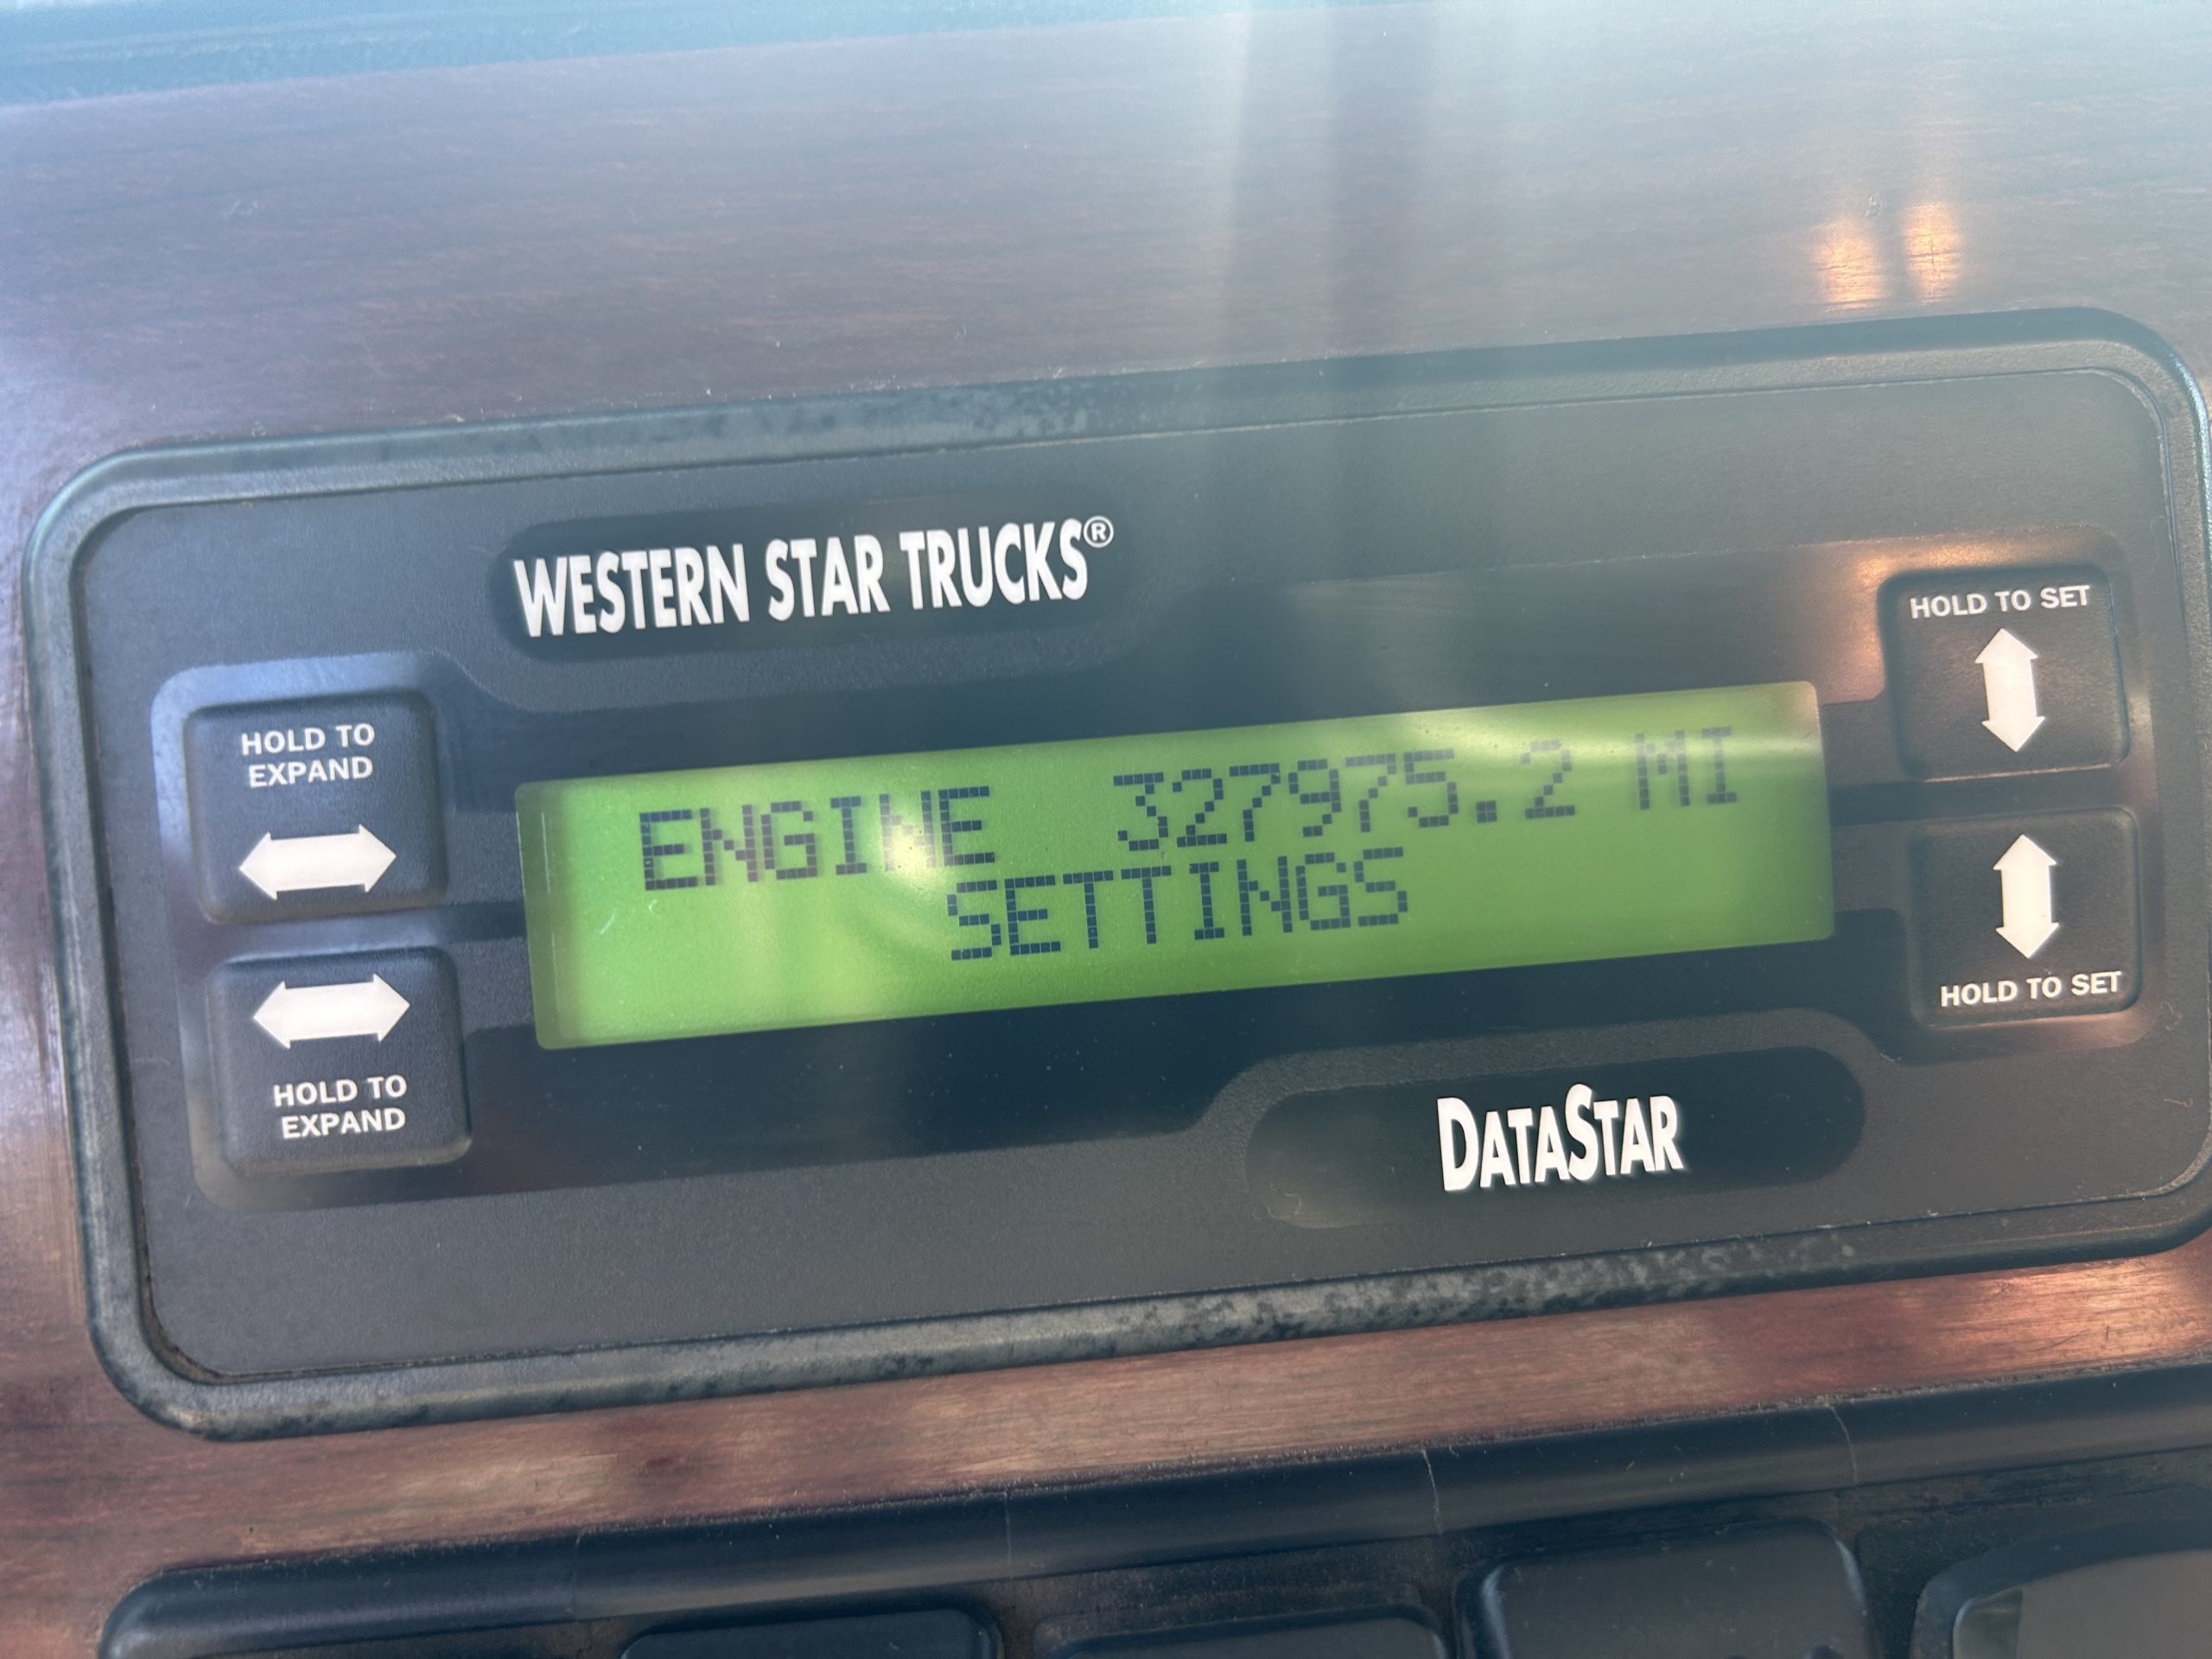 WESTERN STAR TRUCKS®
HOLD TO
EXPAND
HOLD TO SET
ENGINE 327975.2 MI
SETTINGS
HOLD TO
EXPAND
HOLD TO SET
DATASTAR